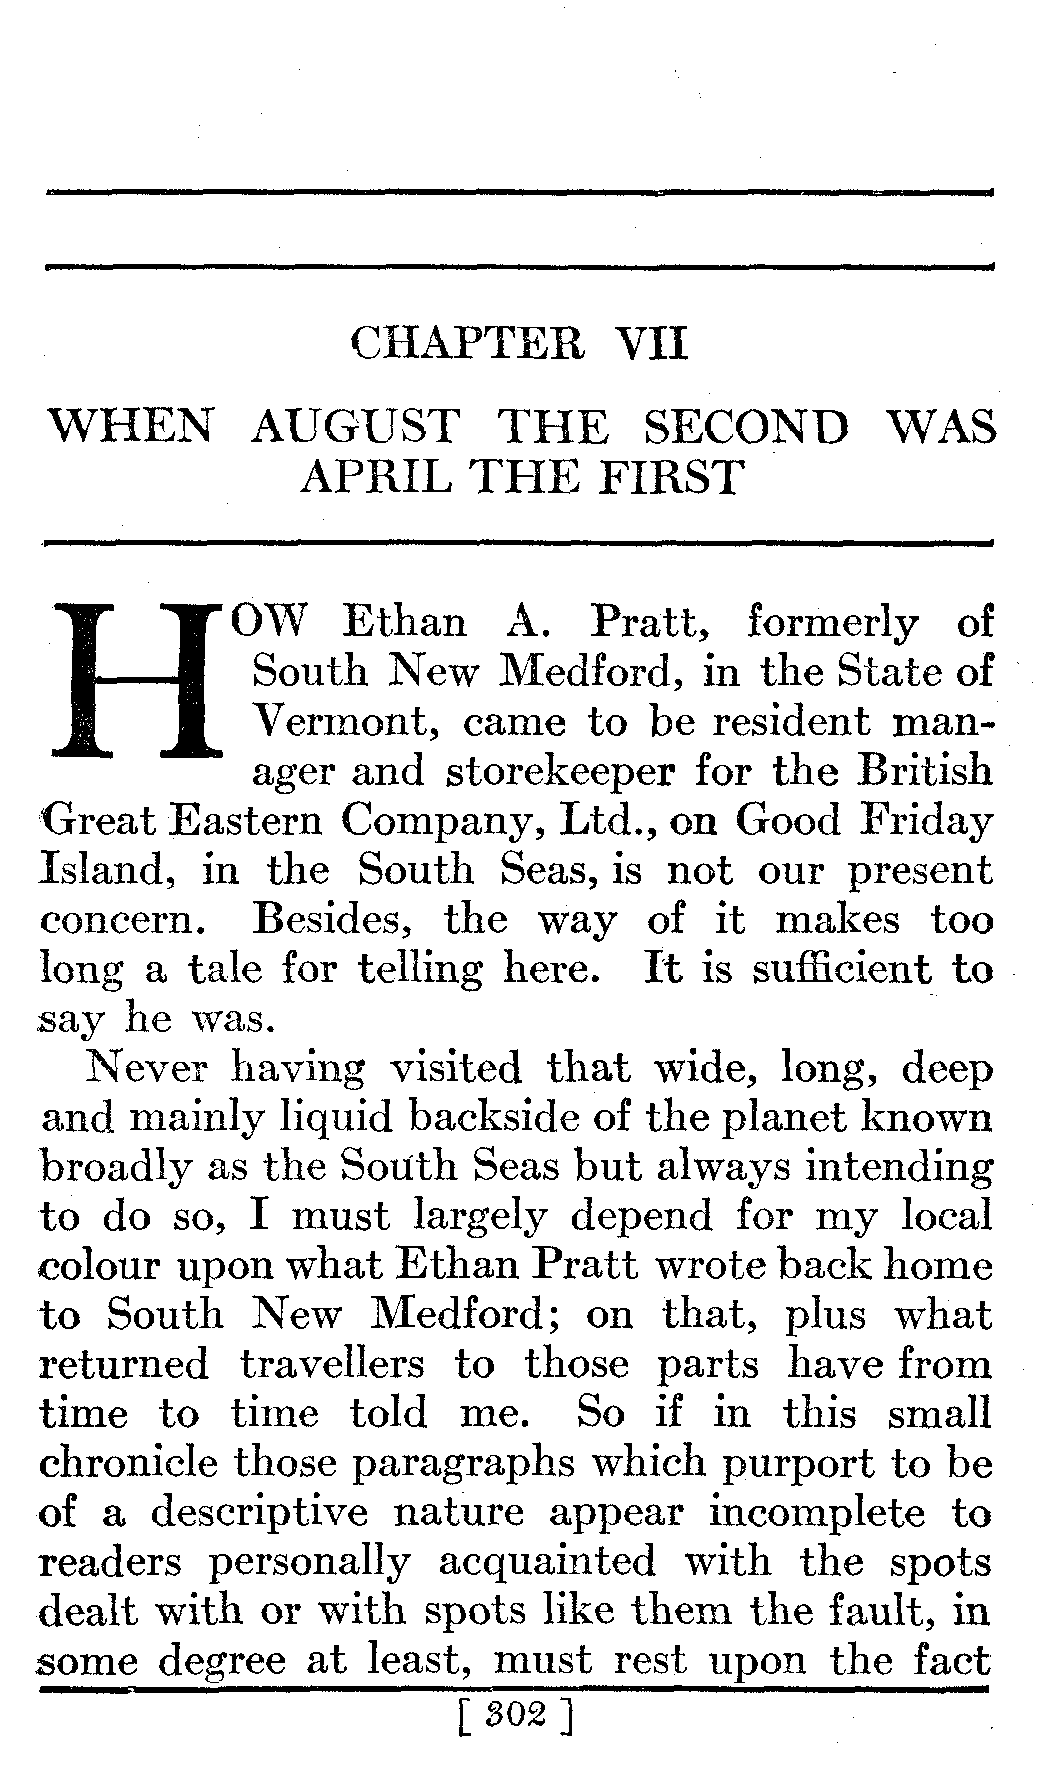 CHAPTER VII
WHEN AUGUST THE SECOND WAS
APRIL THE FIRST
HOW Ethan A. Pratt, formerly of
South New Medford, in the State of
Vermont, came to be resident man-
ager and storekeeper for the British
Great Eastern Company, Ltd., on Good Friday
Island, in the South Seas, is not our present
concern. Besides, the way of it makes too
long a tale for telling here. It is sufficient to
say he was.
Never having visited that wide, long, deep
and mainly liquid backside of the planet known
broadly as the South Seas but always intending
to do so, I must largely depend for my local
colour upon what Ethan Pratt wrote back home
to South New Medford; on that, plus what
returned travellers to those parts have from
time to time told me. So if in this small
chronicle those paragraphs which purport to be
of a descriptive nature appear incomplete to
readers personally acquainted with the spots
dealt with or with spots like them the fault, in
some degree at least, must rest upon the fact
[ 302 ]